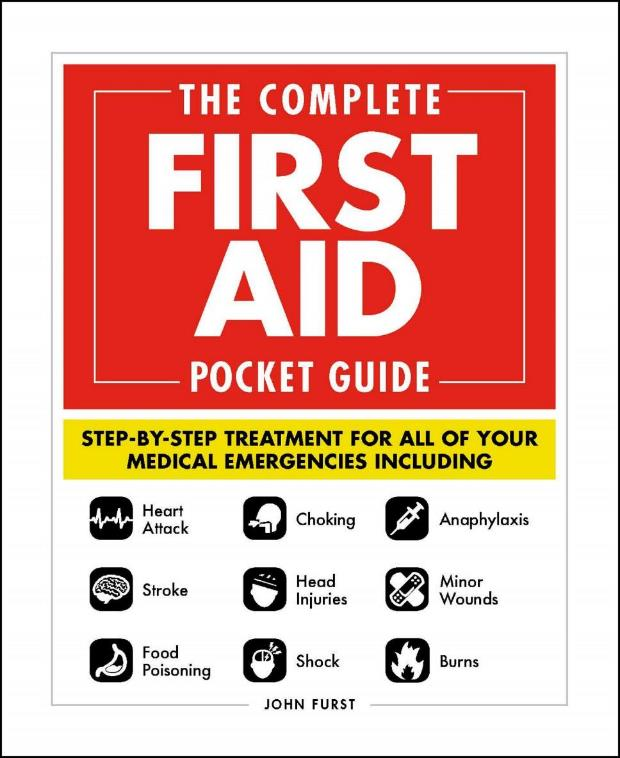 THE COMPLETE
FIRST
AID
POCKET GUIDE
STEP-BY-STEP TREATMENT FOR ALL OF YOUR
MEDICAL EMERGENCIES INCLUDING
Heart
Attack
Choking
Anaphylaxis
Stroke
Head
Injuries
Minor
Wounds
Food
Poisoning
Shock
Burns
JOHN FURST